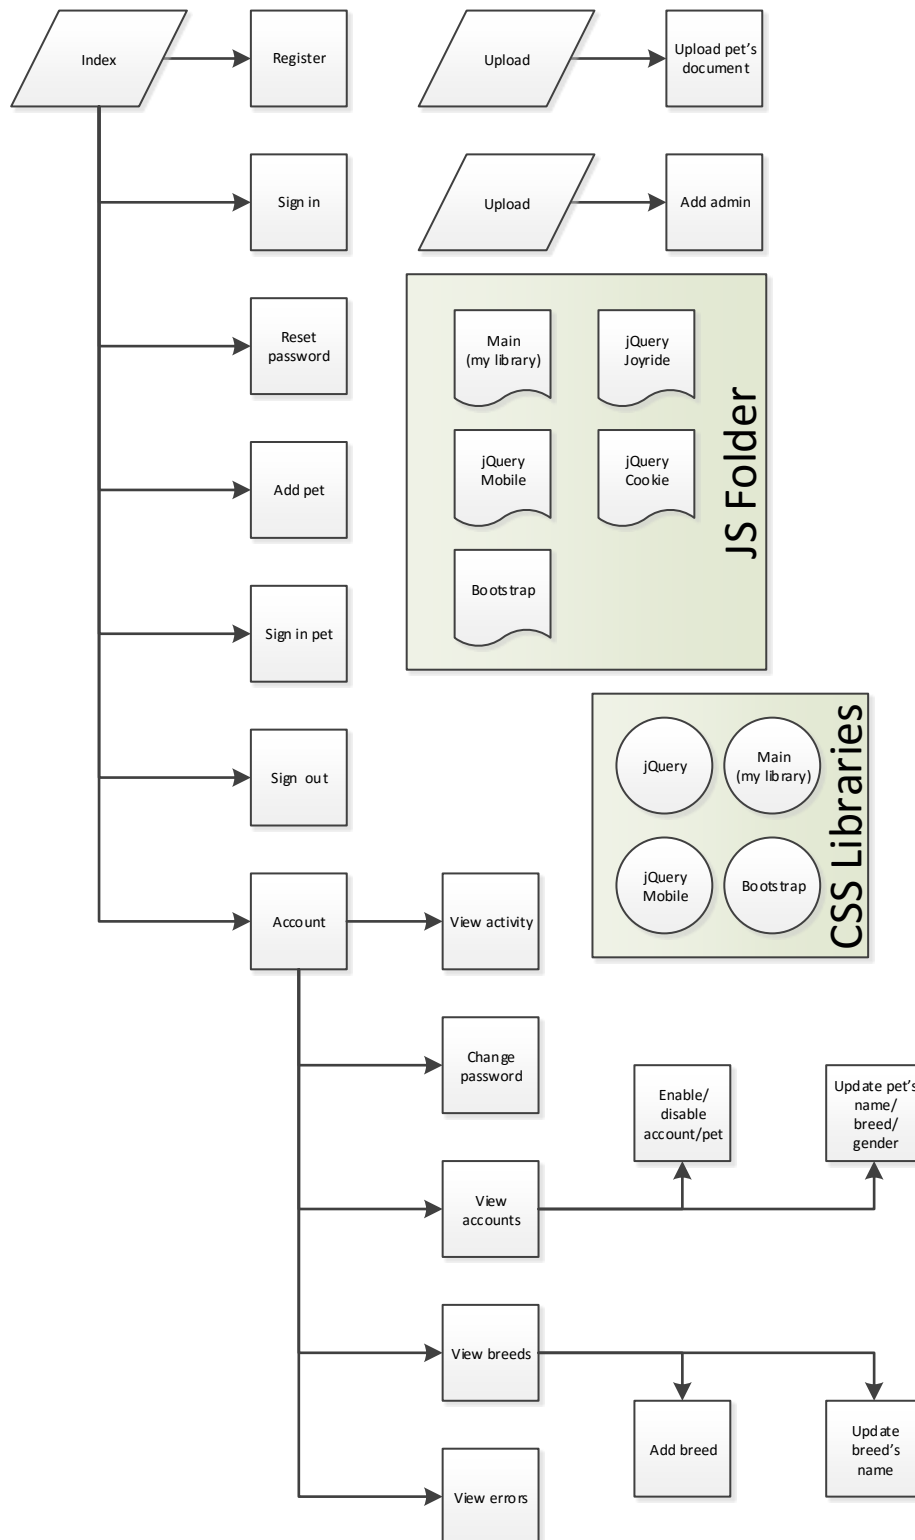 Index
Register
Upload
Upload pet's
document
Sign in
Upload
Add admin
Reset
password
Main
(my library)
jQuery
Joyride
jQuery
Mobile
jQuery
Cookie
Bootstrap
JS Folder
Add pet
Sign in pet
Sign out
jQuery
Main
(my library)
jQuery
Mobile
Bootstrap
CSS Libraries
Account
View activity
Change
password
Enable/
disable
account/pet
Update pet's
name/
breed/
gender
View
accounts
View breeds
Add breed
Update
breed's
name
View errors